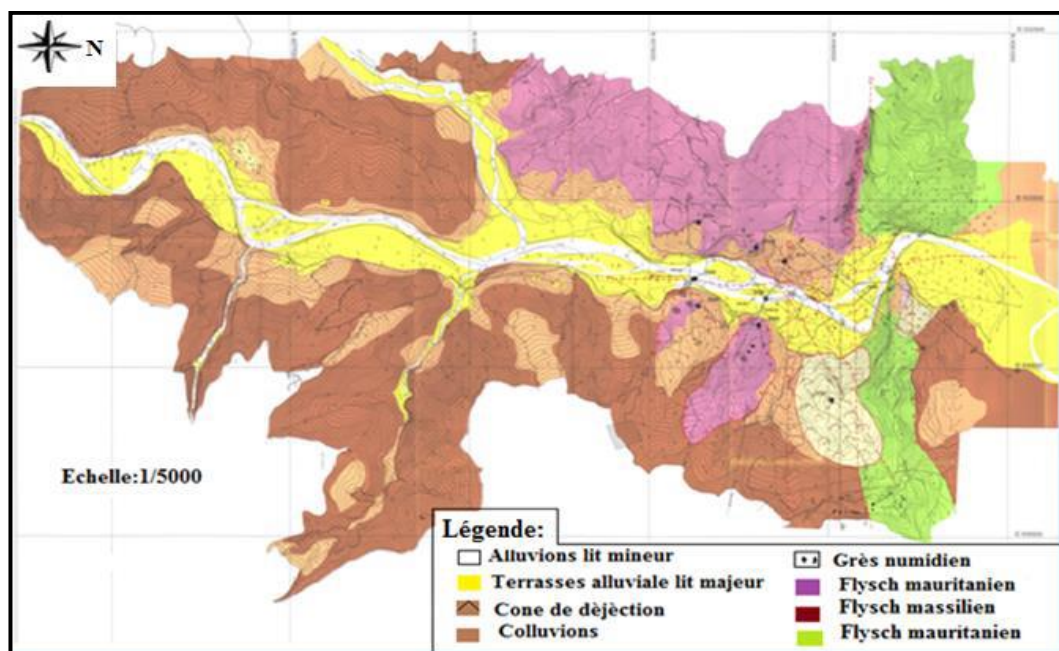 N
Echelle:1/5000
Légende:
Alluvions lit mineur
Terrasses alluviale lit majeur
Cone de dèjèction
Colluvions
Grès numidien
Flysch mauritanien
Flysch massilien
Flysch mauritanien